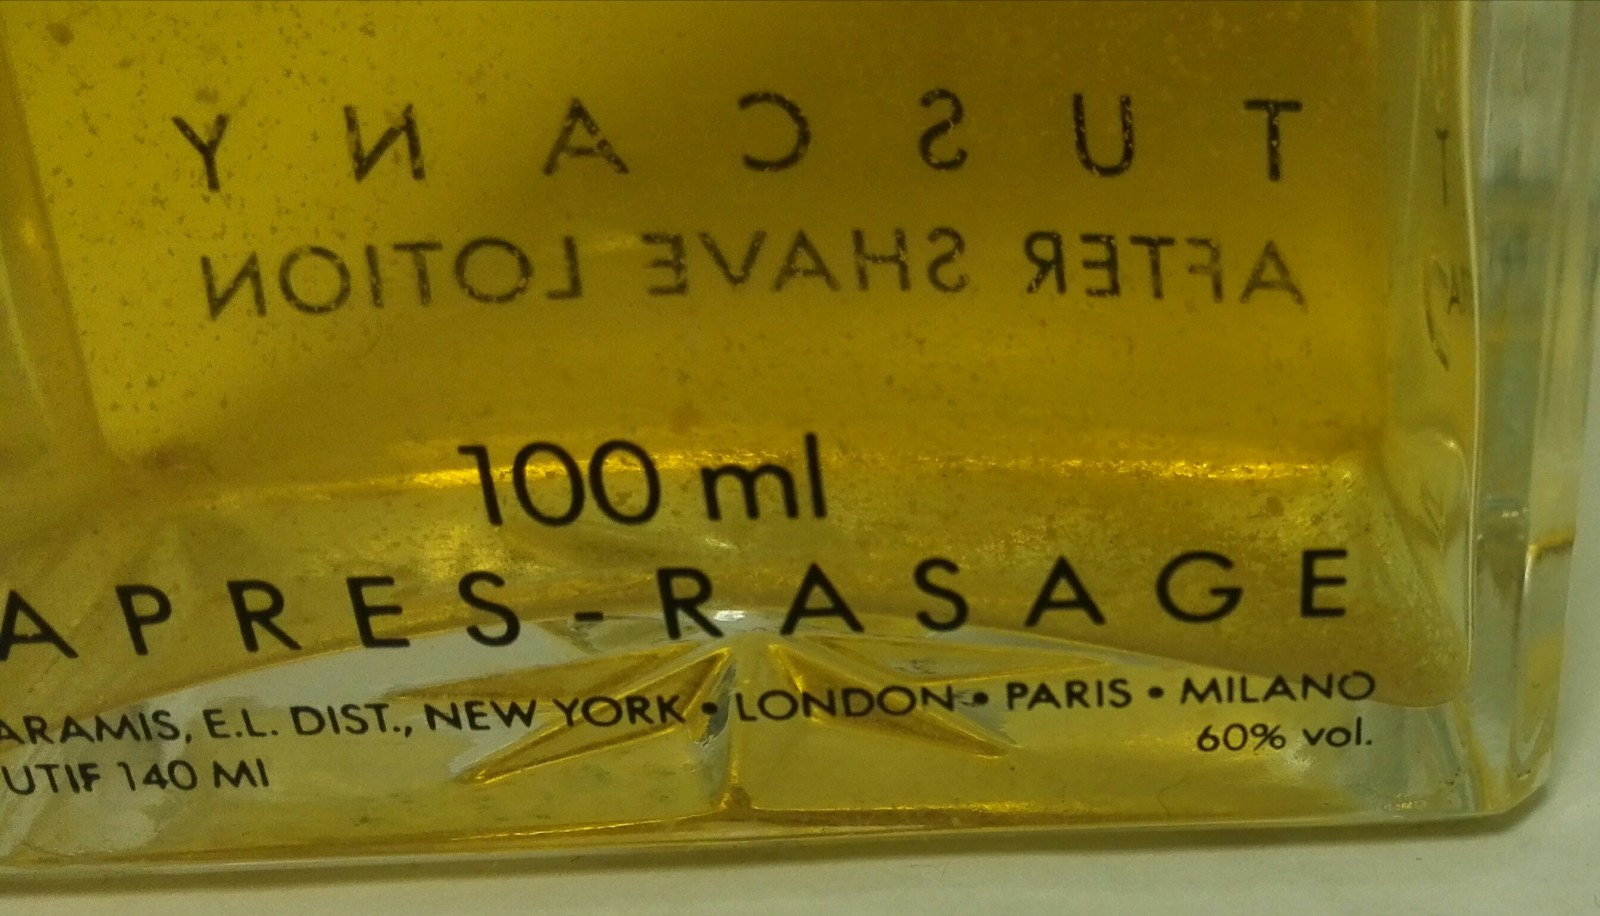 TUSCANY
AFTER SHAVE LOTION
100 ml
APRES-RASAGE
ARAMIS, E.L. DIST., NEW YORK • LONDON • PARIS • MILANO
60% vol.
UTIF 140 Ml